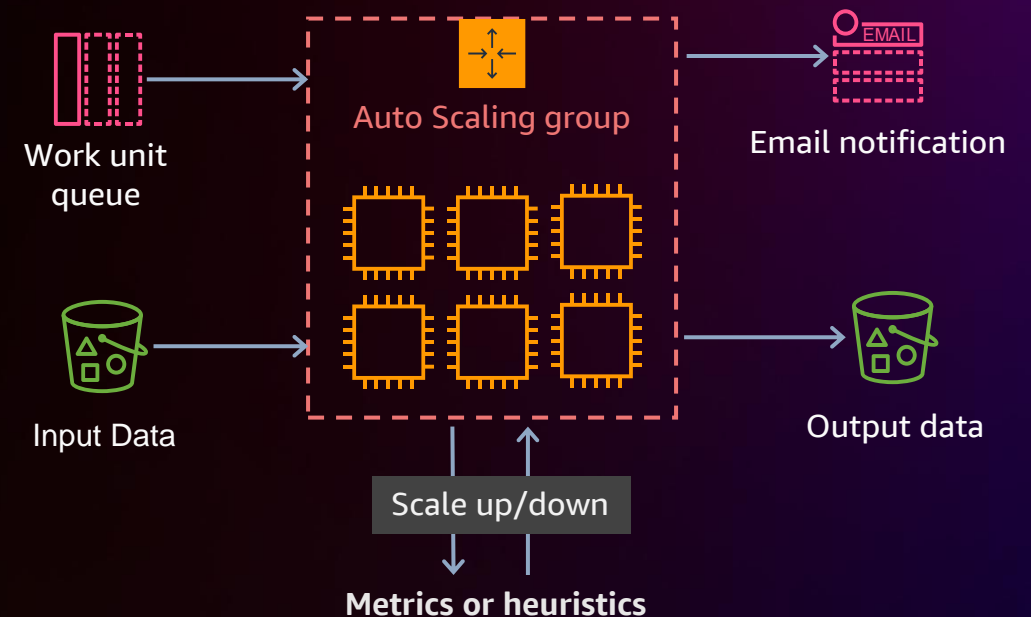 EMAIL
Auto Scaling group
Email notification
Work unit
queue
Input Data
Output data
Scale up/down
Metrics or heuristics